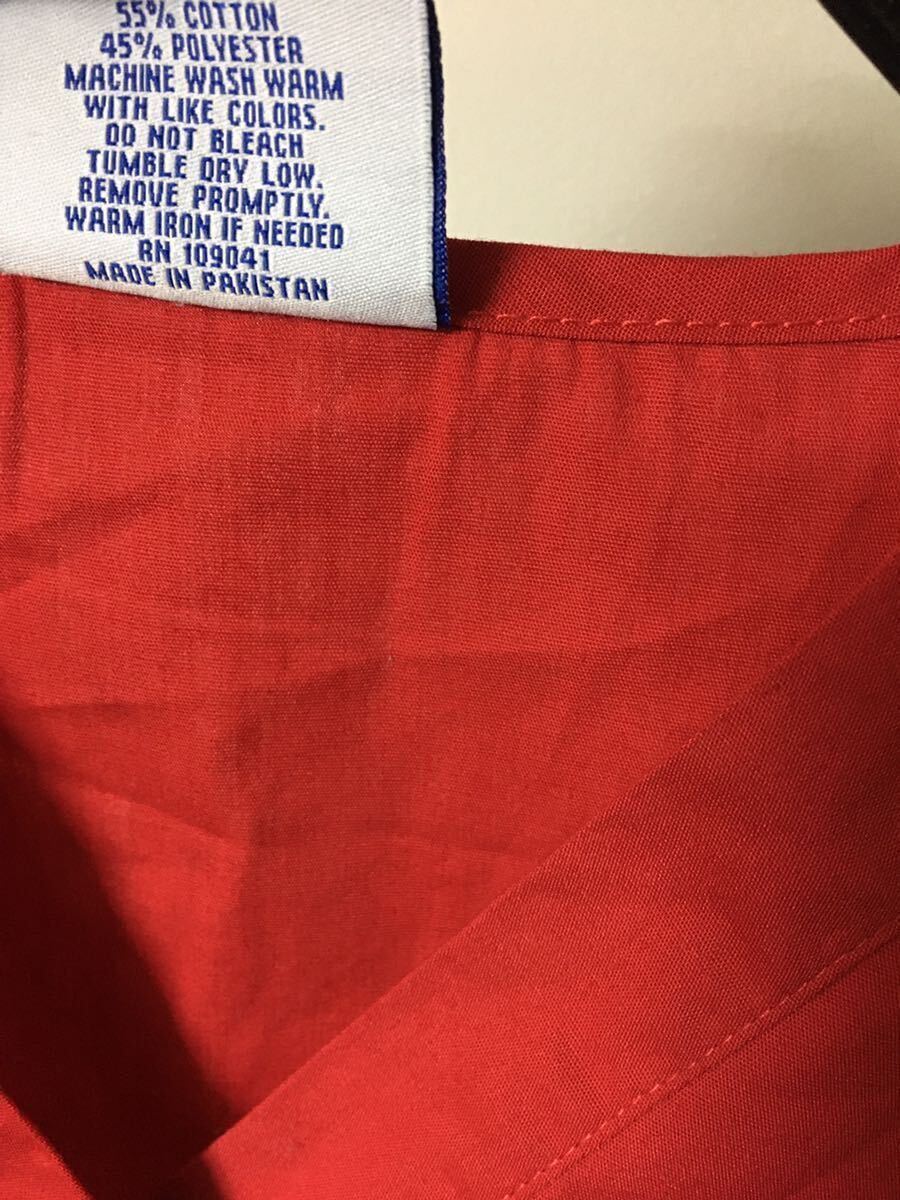 55% COTTON
45% POLYESTER
MACHINE WASH WARM
WITH LIKE COLORS.
DO NOT BLEACH
TUMBLE DRY LOW.
REMOVE PROMPTLY.
WARM IRON IF NEEDED
RN 109041
MADE IN PAKISTAN